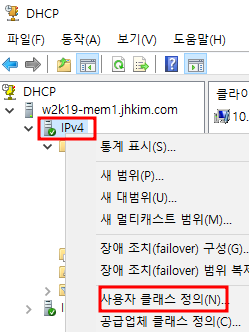 DHCP
파일(F) 동작(A) 보기(V) 도움말(H)
DHCP
w2k19-mem1.jhkim.com
IPv4
클라이
10.
통계 표시(S)...
새 범위(P)...
새 대범위(U)...
새 멀티캐스트 범위(M)...
장애 조치(failover) 구성(G)...
장애 조치(failover) 범위 복제
사용자 클래스 정의(N)...
공급업체 클래스 정의(M)...